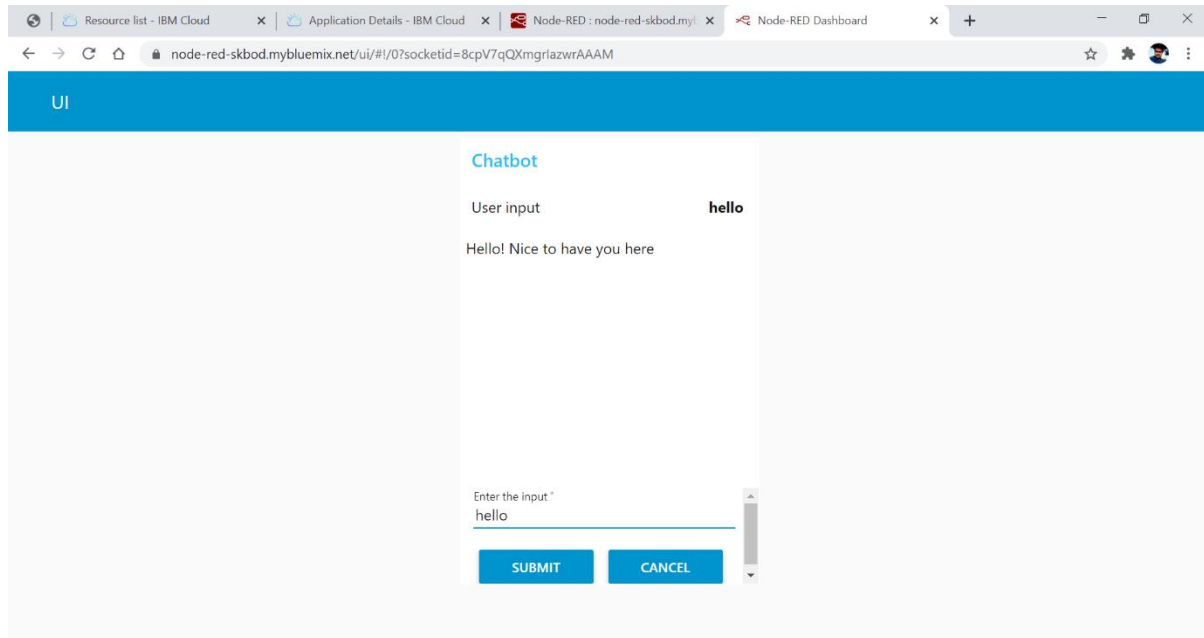 Resource list - IBM Cloud
Application Details - IBM Cloud
Node-RED : node-red-skbod.myl
Node-RED Dashboard
node-red-skbod.mybluemix.net/ui/#!/0?socketid=8cpV7qQXmgrIazwrAAAM
UI
Chatbot
User input hello
Hello! Nice to have you here
Enter the input *
hello
SUBMIT CANCEL